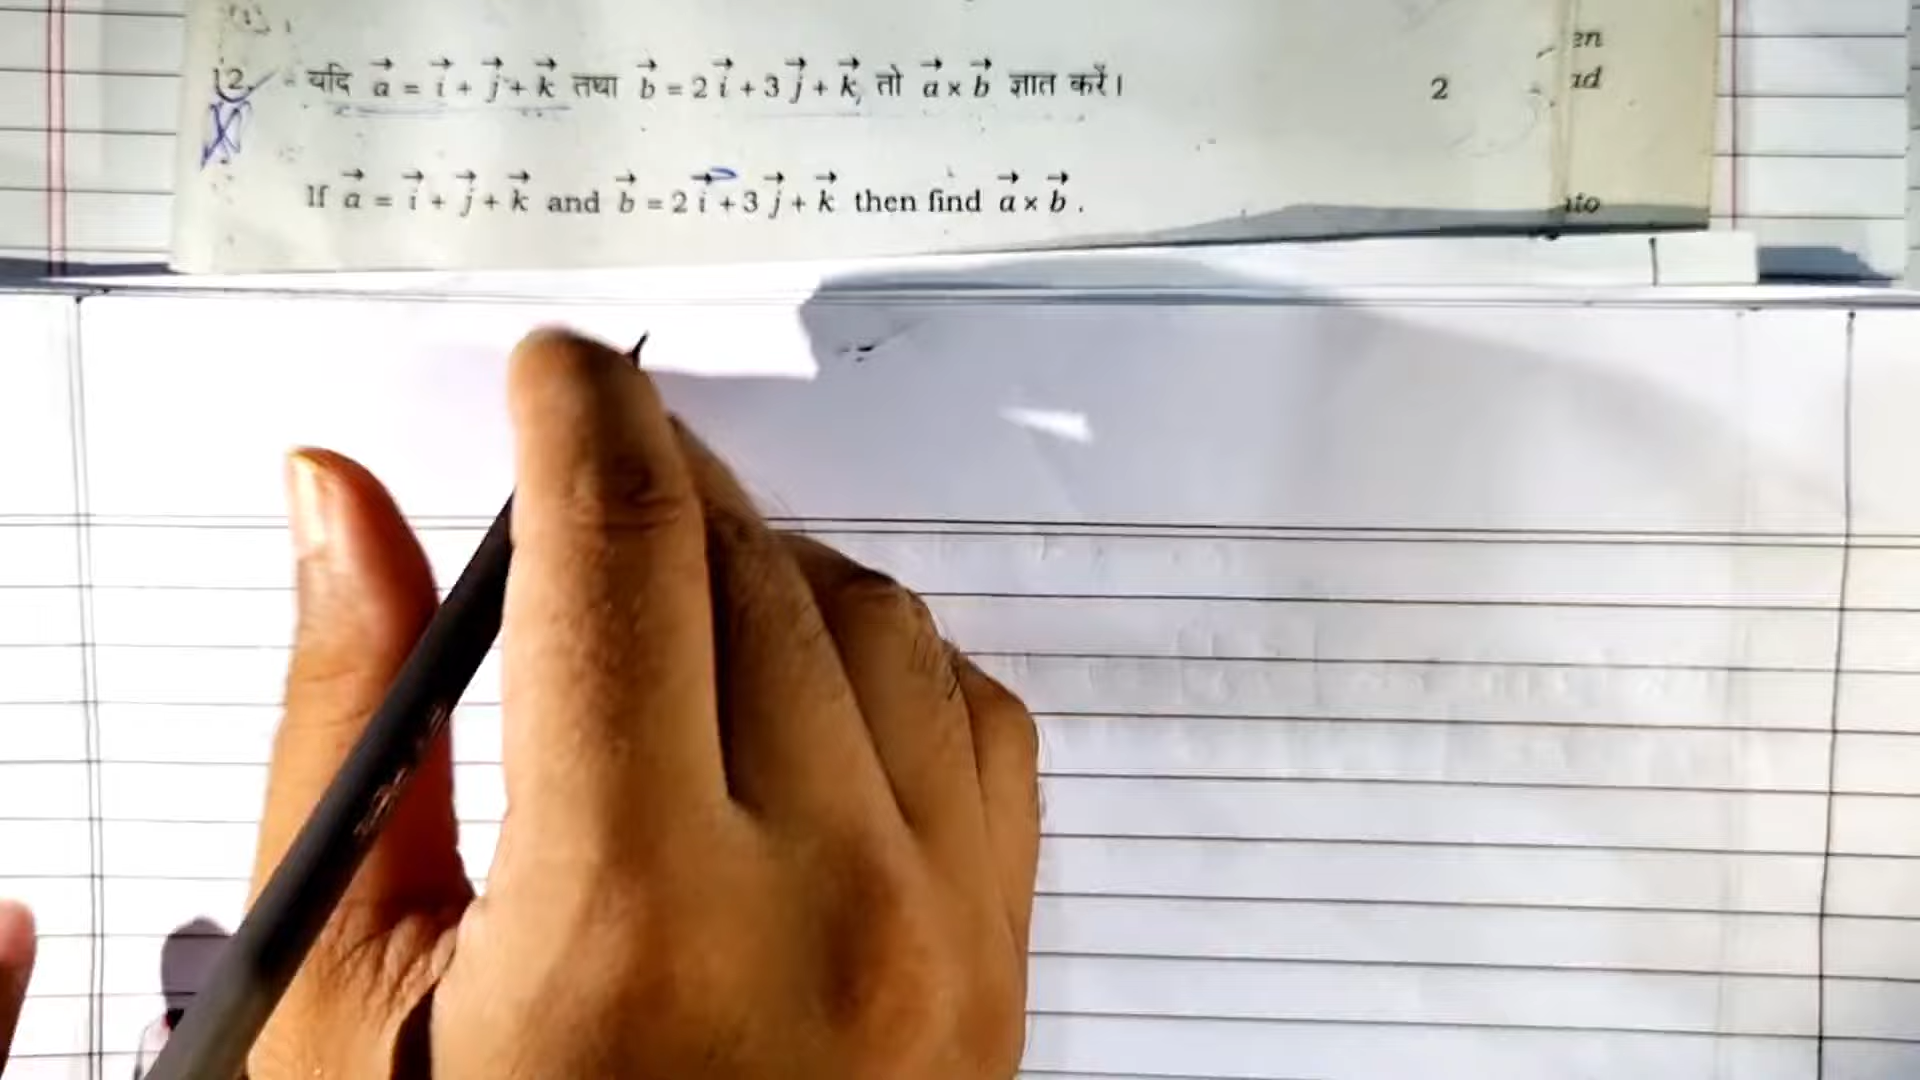 12. यदि a⃗ = i⃗ + j⃗ + k⃗ तथा b⃗ = 2i⃗ + 3j⃗ + k⃗, तो a⃗ × b⃗ ज्ञात करें। 2
If a⃗ = i⃗ + j⃗ + k⃗ and b⃗ = 2i⃗ + 3j⃗ + k⃗ then find a⃗ × b⃗ .